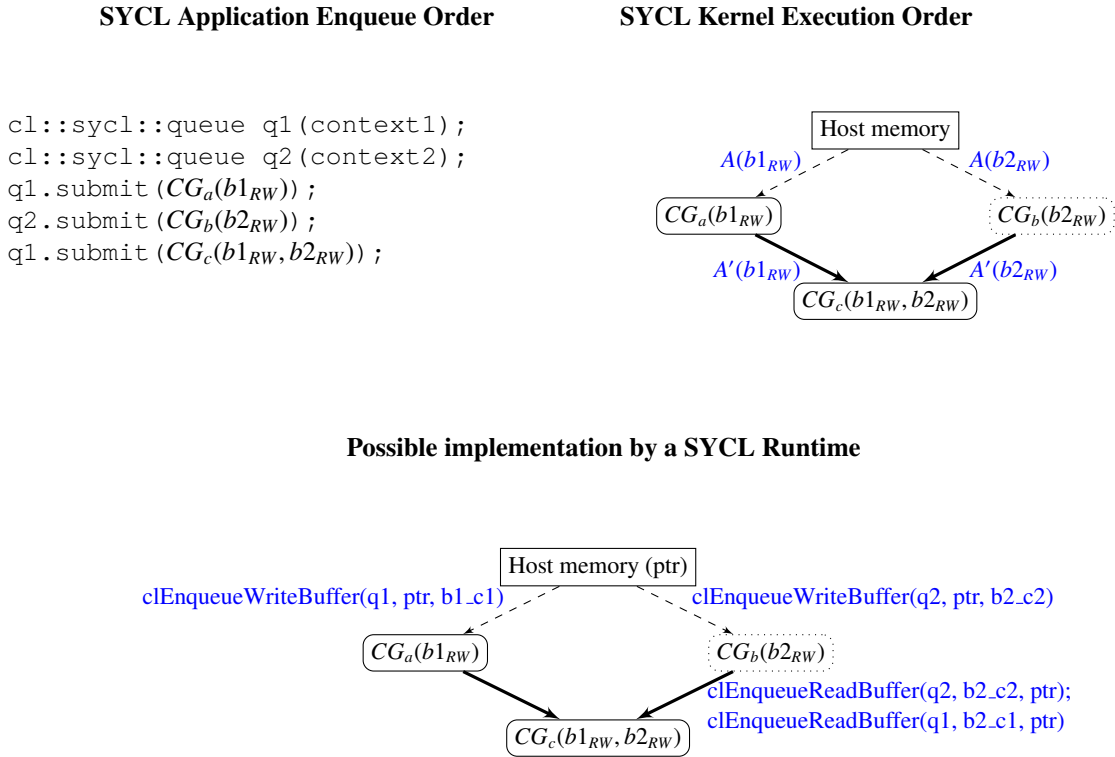 SYCL Application Enqueue Order
SYCL Kernel Execution Order
cl::sycl::queue q1(context1);
cl::sycl::queue q2(context2);
q1.submit(CGa(b1RW));
q2.submit(CGb(b2RW));
q1.submit(CGc(b1RW,b2RW));
Host memory
A(b1RW)
A(b2RW)
CGa(b1RW)
CGb(b2RW)
A′(b1RW)
A′(b2RW)
CGc(b1RW,b2RW)
Possible implementation by a SYCL Runtime
Host memory (ptr)
clEnqueueWriteBuffer(q1, ptr, b1_c1)
clEnqueueWriteBuffer(q2, ptr, b2_c2)
CGa(b1RW)
CGb(b2RW)
clEnqueueReadBuffer(q2, b2_c2, ptr);
clEnqueueReadBuffer(q1, b2_c1, ptr)
CGc(b1RW,b2RW)